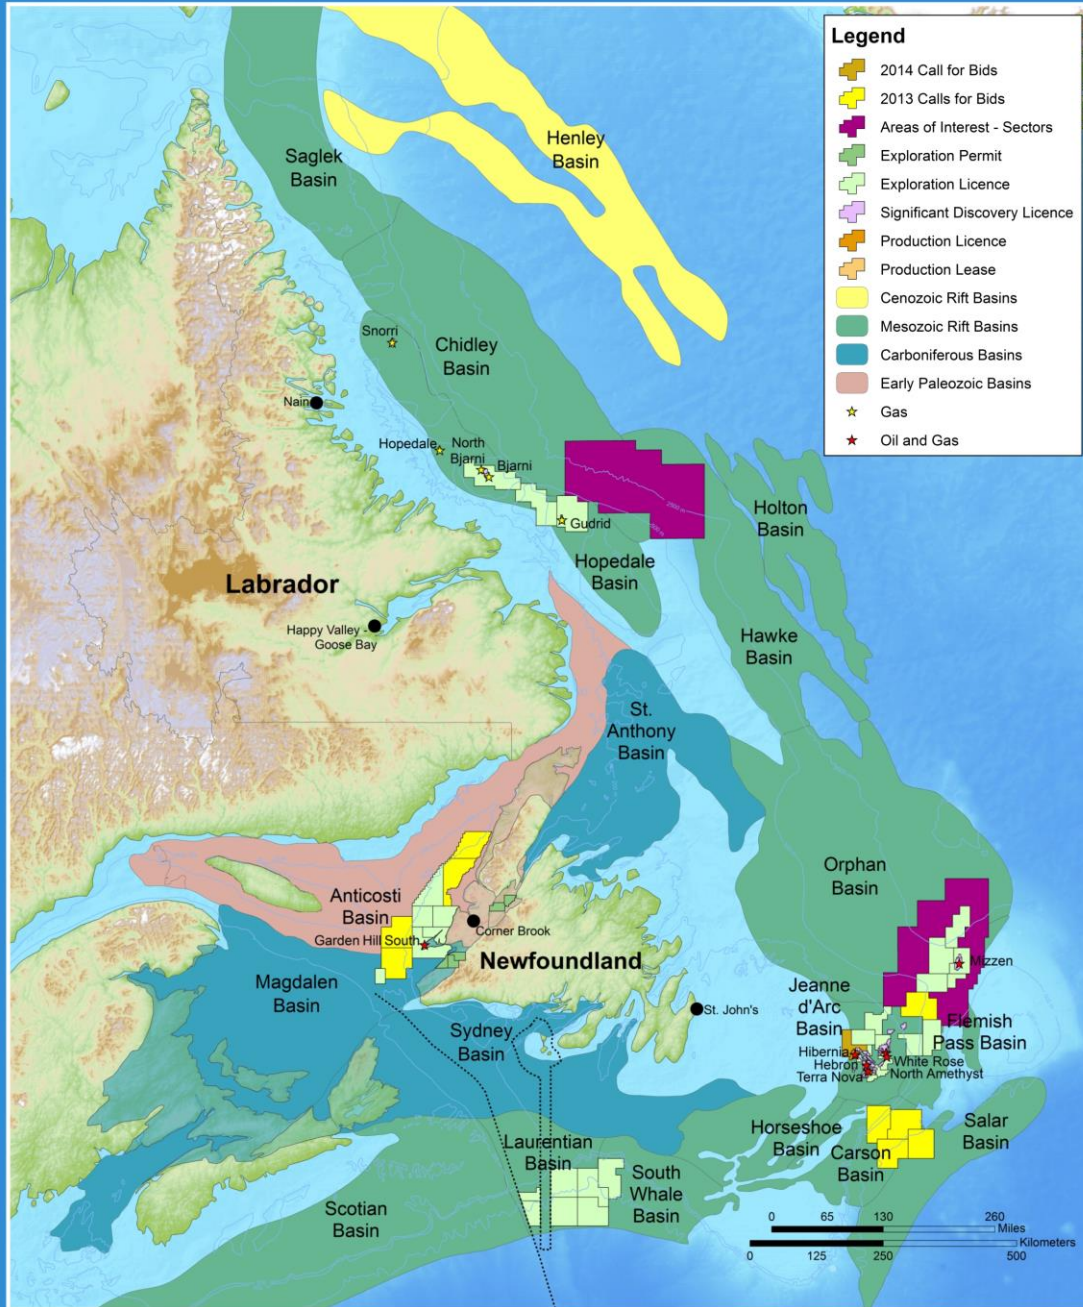 Legend
2014 Call for Bids
2013 Calls for Bids
Areas of Interest - Sectors
Exploration Permit
Exploration Licence
Significant Discovery Licence
Production Licence
Production Lease
Cenozoic Rift Basins
Mesozoic Rift Basins
Carboniferous Basins
Early Paleozoic Basins
Gas
Oil and Gas
Saglek
Basin
Henley
Basin
Snorri
Chidley
Basin
Nain
Hopedale
North
Bjarni
Bjarni
Gudrid
Holton
Basin
Hopedale
Basin
Labrador
Happy Valley -
Goose Bay
Hawke
Basin
St.
Anthony
Basin
Orphan
Basin
Anticosti
Basin
Corner Brook
Garden Hill South
Newfoundland
Mizzen
Magdalen
Basin
Jeanne
d'Arc
Basin
St. John's
Sydney
Basin
Flemish
Pass Basin
Hibernia
Hebron
Terra Nova
White Rose
North Amethyst
Horseshoe
Basin
Carson
Basin
Salar
Basin
Laurentian
Basin
South
Whale
Basin
Scotian
Basin
0 65 130 260
Miles
Kilometers
0 125 250 500